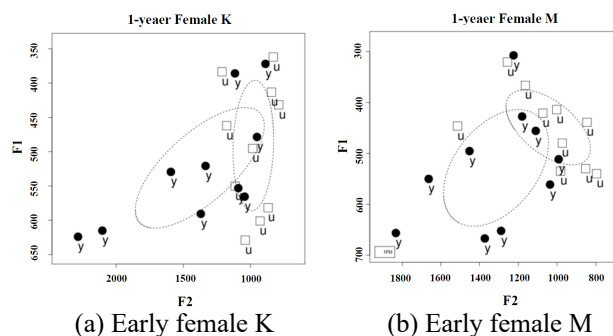 1-yeaer Female K
F1
350
400
450
500
550
600
650
u
y
u
y
u
u
u
y
u
y
y
u
y
y
u
y
u
y
y
u
2000
1000
F2
(a) Early female K
1-yeaer Female M
F1
300
400
500
600
700
y
u
u
y
u
u
u
y
u
u
y
y
u
u
u
y
y
y
y
y
1800
1600
1400
1200
1000
800
F2
(b) Early female M